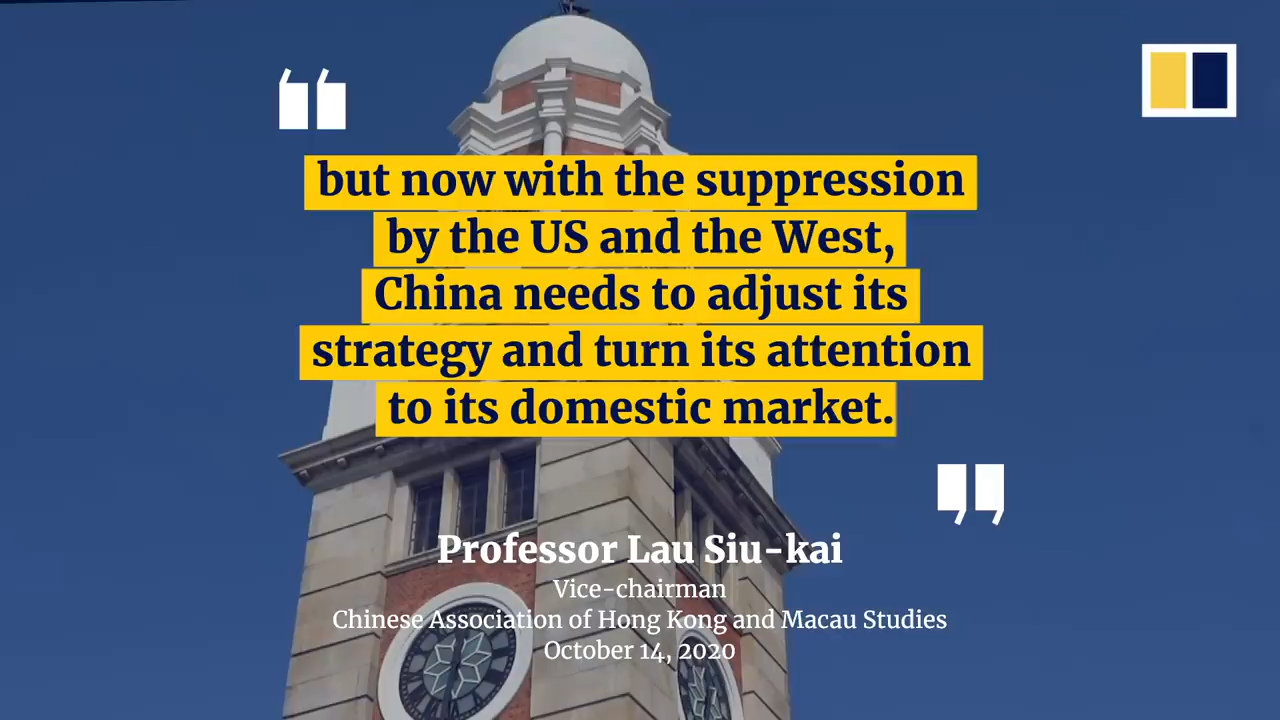 but now with the suppression
by the US and the West,
China needs to adjust its
strategy and turn its attention
to its domestic market.
Professor Lau Siu-kai
Vice-chairman
Chinese Association of Hong Kong and Macau Studies
October 14, 2020